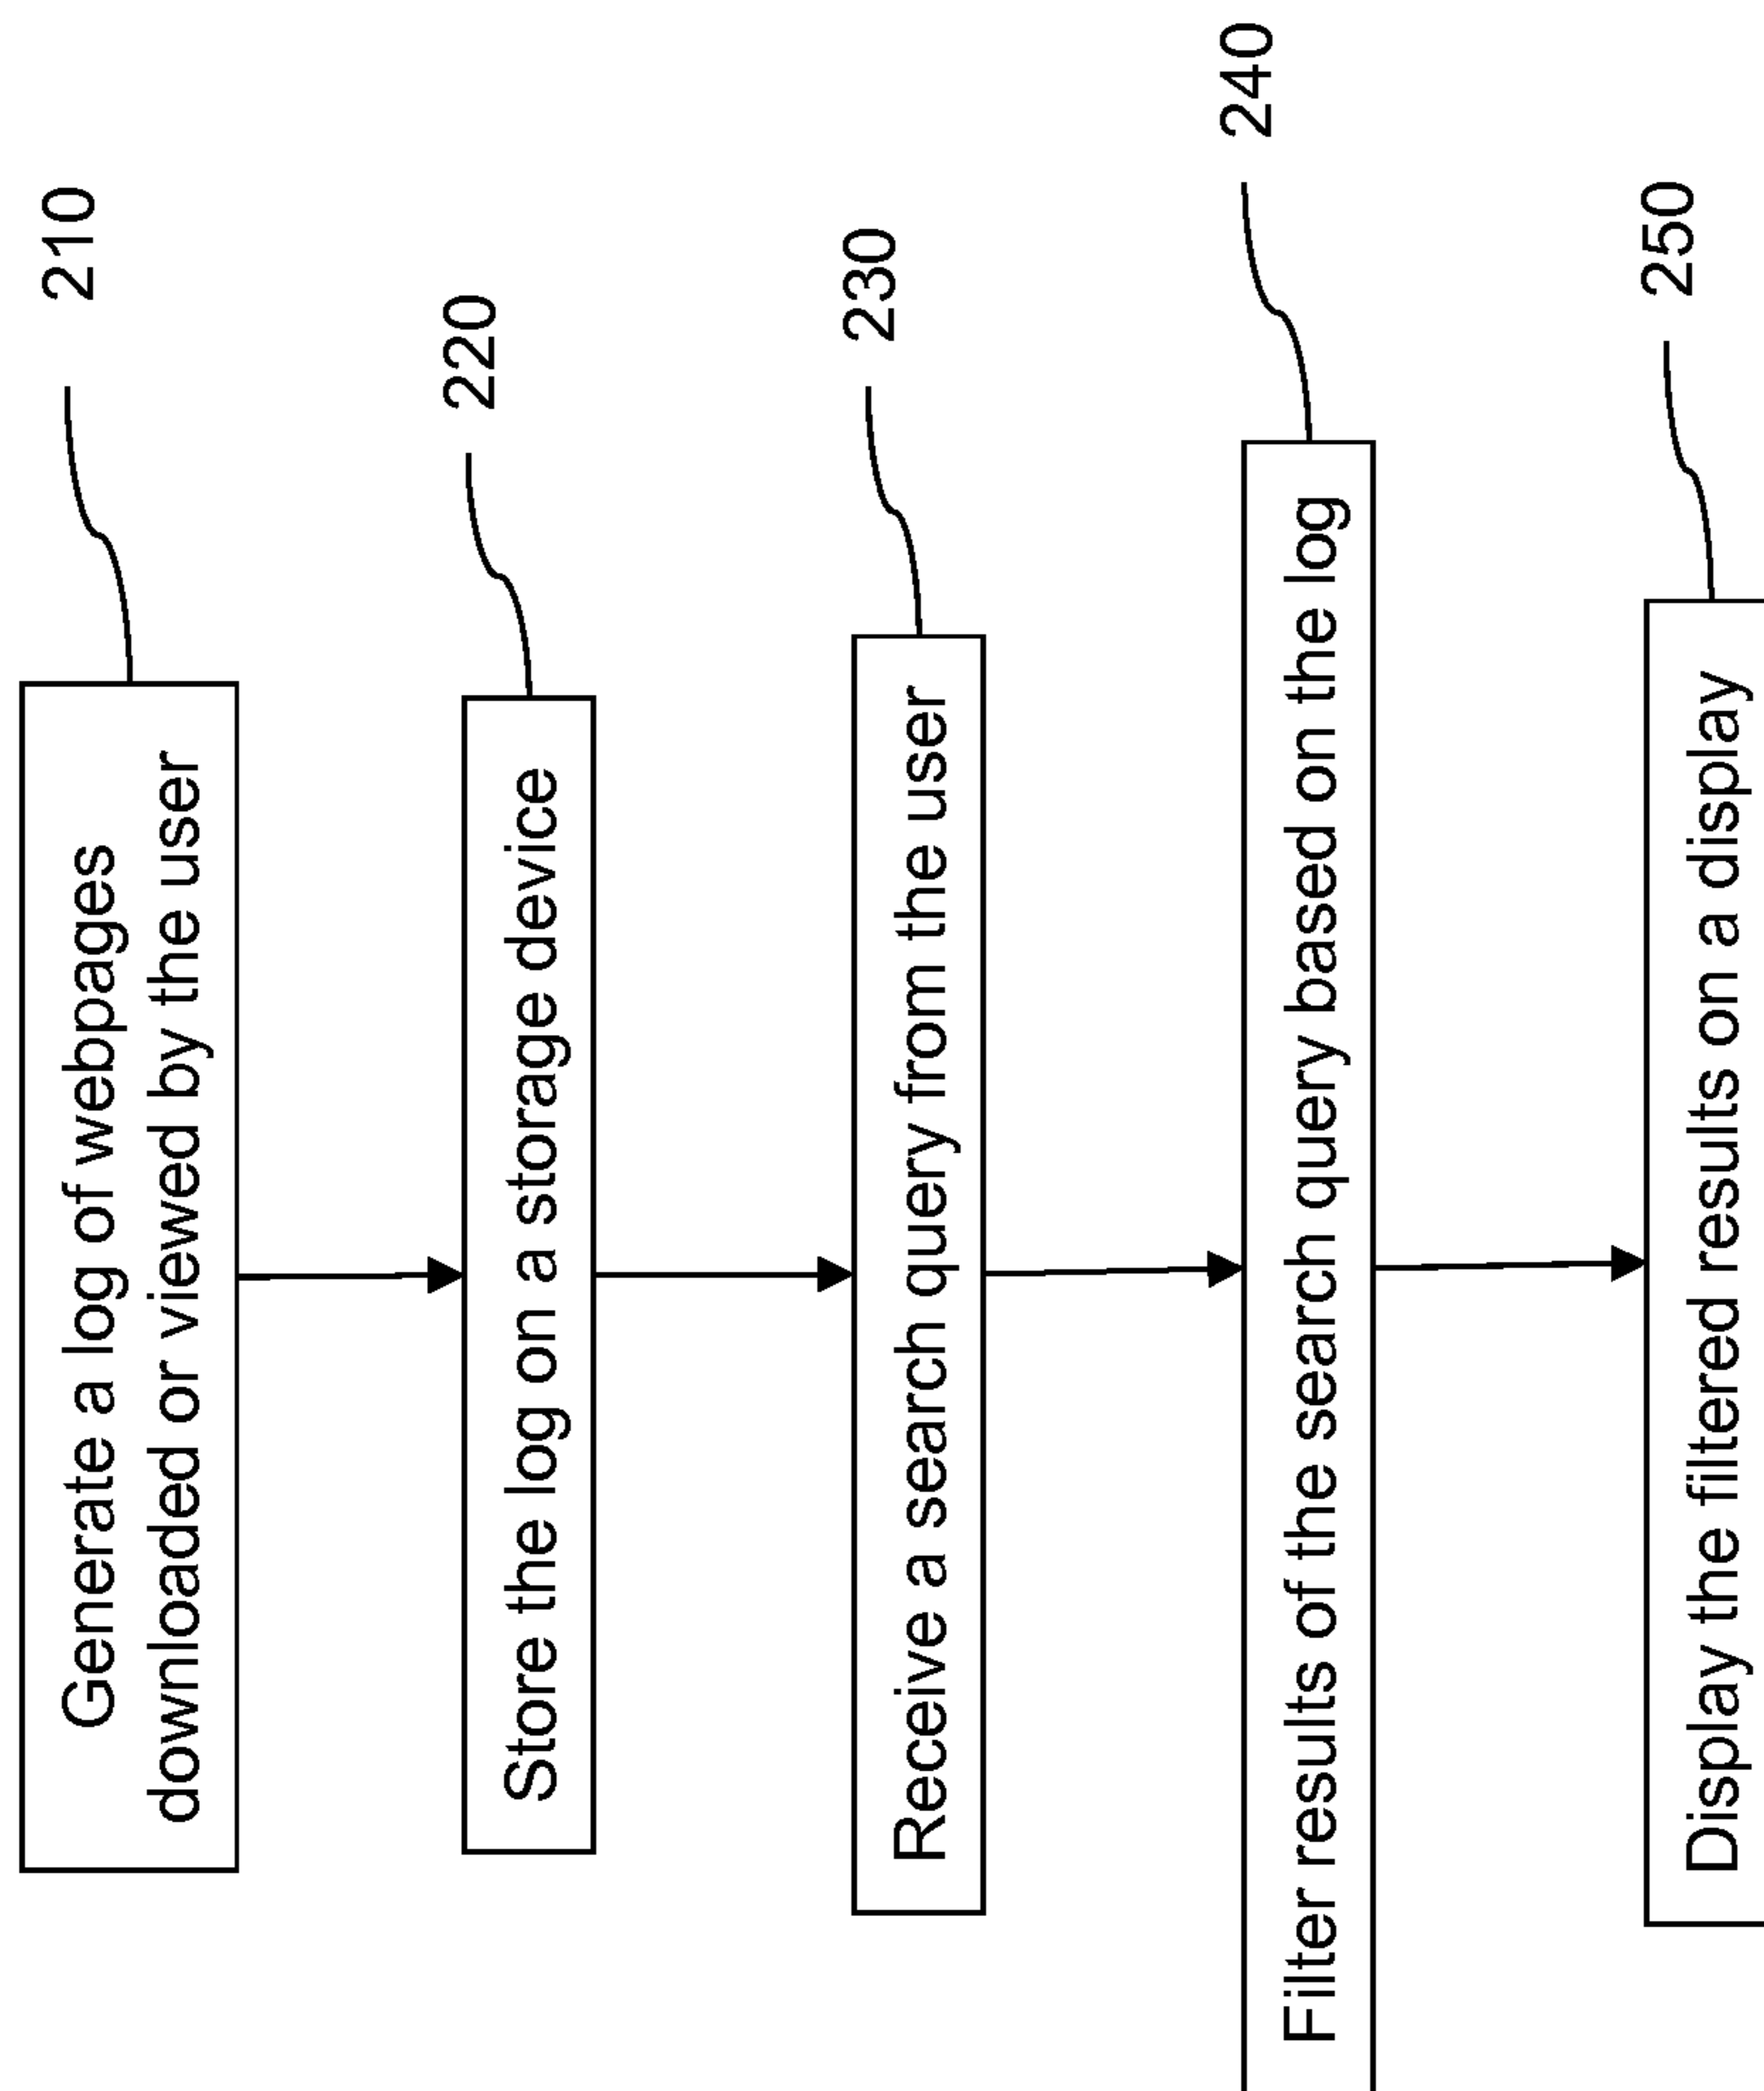 Generate a log of webpages
downloaded or viewed by the user
210
Store the log on a storage device
220
Receive a search query from the user
230
Filter results of the search query based on the log
240
Display the filtered results on a display
250